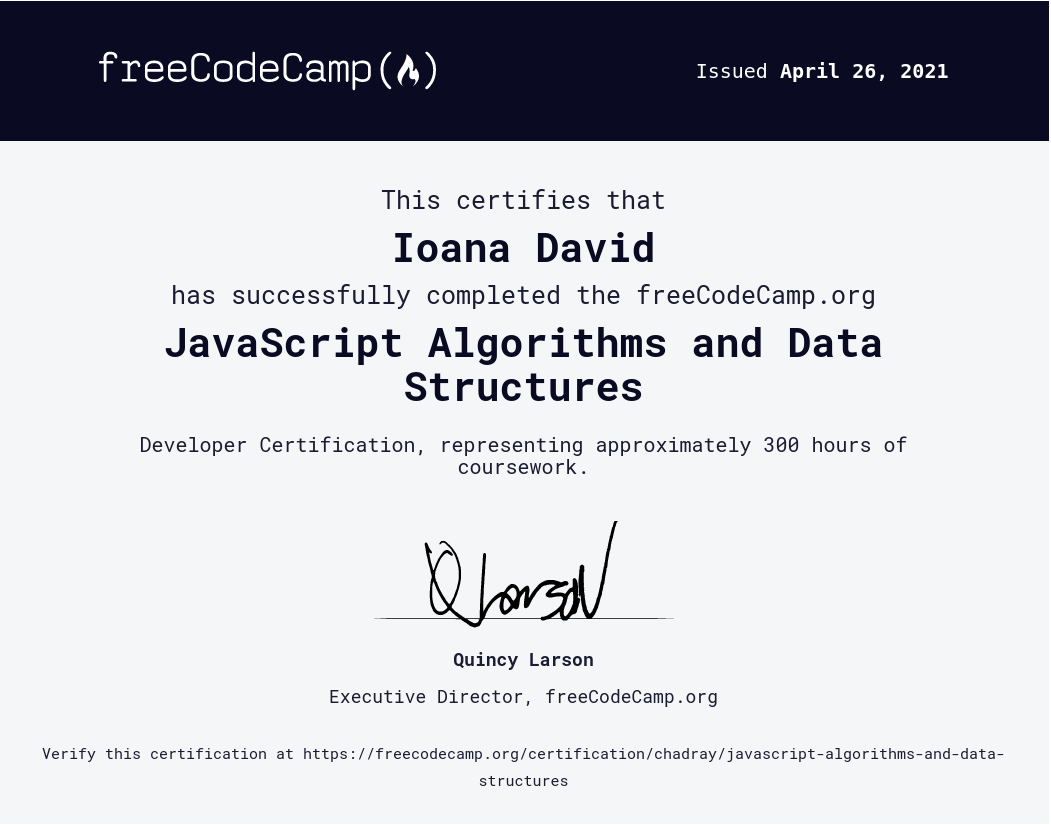 freeCodeCamp
Issued April 26, 2021
This certifies that
Ioana David
has successfully completed the freeCodeCamp.org
JavaScript Algorithms and Data
Structures
Developer Certification, representing approximately 300 hours of
coursework.
Q Larson
Quincy Larson
Executive Director, freeCodeCamp.org
Verify this certification at https://freecodecamp.org/certification/chadray/javascript-algorithms-and-data-
structures